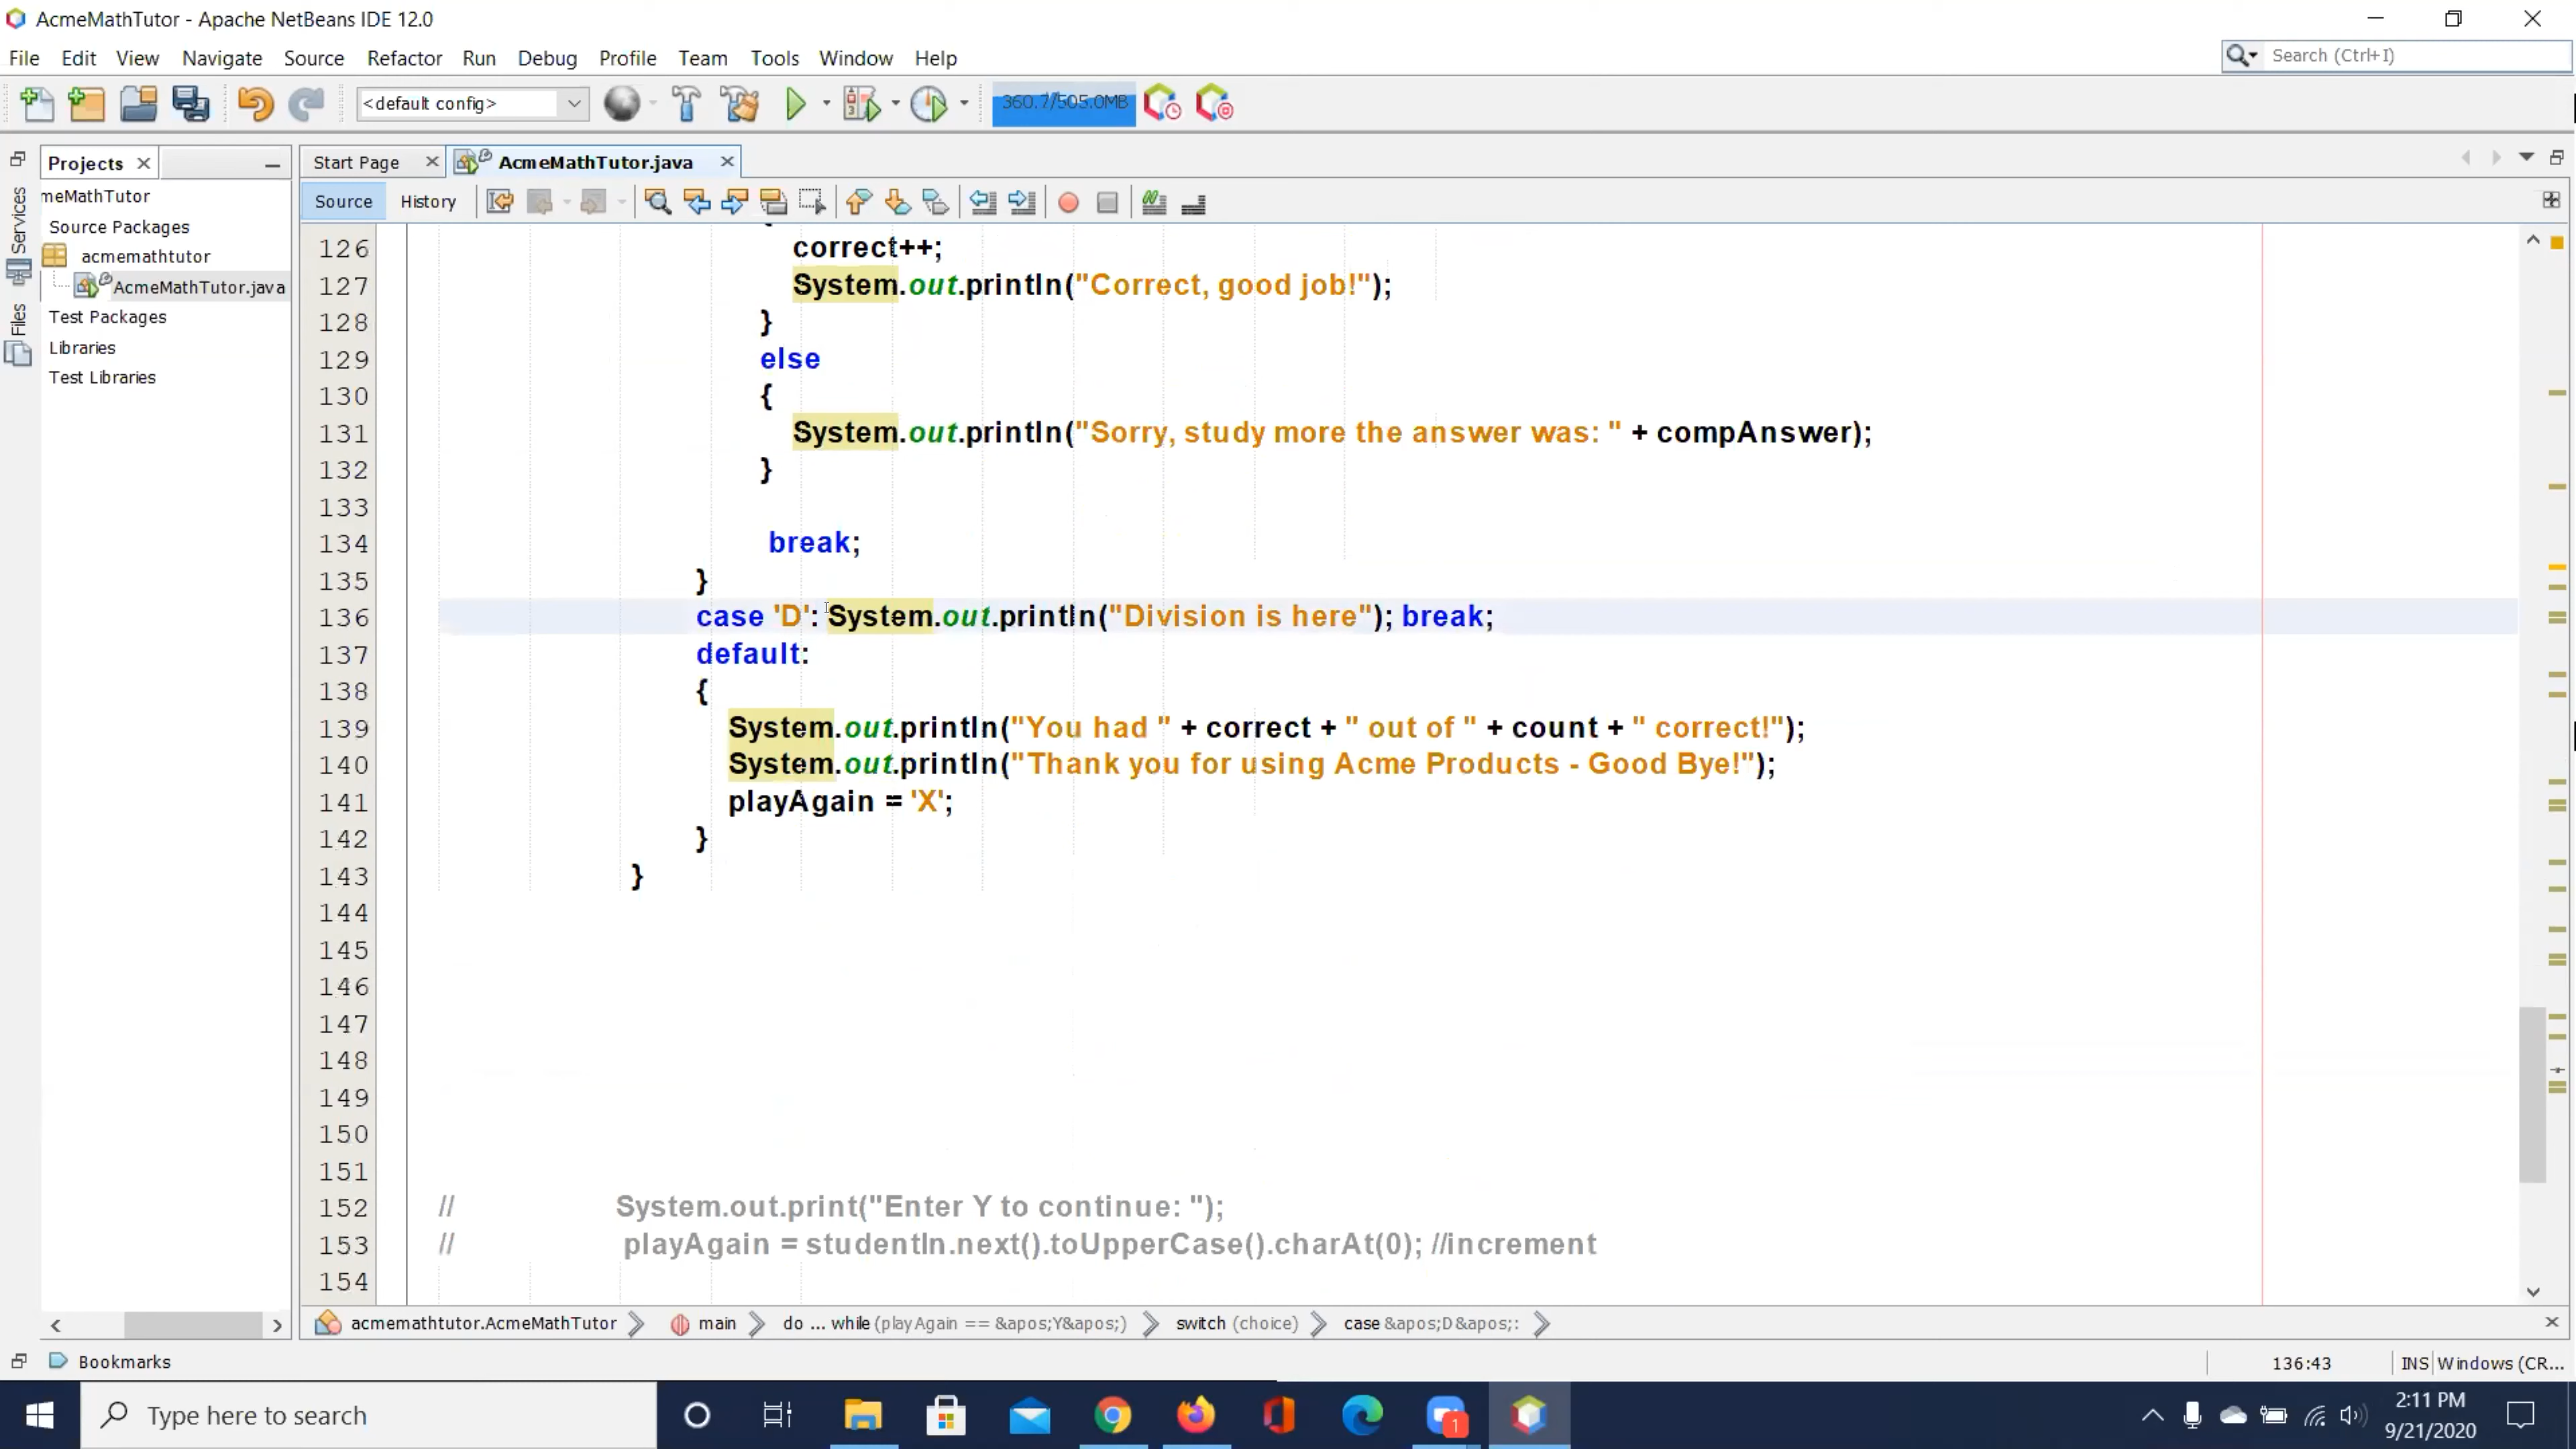 AcmeMathTutor - Apache NetBeans IDE 12.0
File Edit View Navigate Source Refactor Run Debug Profile Team Tools Window Help
Search (Ctrl+I)
<default config>
360.7/505.0MB
Projects
Start Page
AcmeMathTutor.java
Services
Files
meMathTutor
Source Packages
acmemathtutor
AcmeMathTutor.java
Test Packages
Libraries
Test Libraries
Source History
126 correct++;
127 System.out.println("Correct, good job!");
128 }
129 else
130 {
131 System.out.println("Sorry, study more the answer was: " + compAnswer);
132 }
133
134 break;
135 }
136 case 'D': System.out.println("Division is here"); break;
137 default:
138 {
139 System.out.println("You had " + correct + " out of " + count + " correct!");
140 System.out.println("Thank you for using Acme Products - Good Bye!");
141 playAgain = 'X';
142 }
143 }
144
145
146
147
148
149
150
151
152 // System.out.print("Enter Y to continue: ");
153 // playAgain = studentIn.next().toUpperCase().charAt(0); //increment
154
acmemathtutor.AcmeMathTutor main do ... while (playAgain == &apos;Y&apos;) switch (choice) case &apos;D&apos;:
Bookmarks
136:43 INS Windows (CR...
Type here to search
1
2:11 PM
9/21/2020